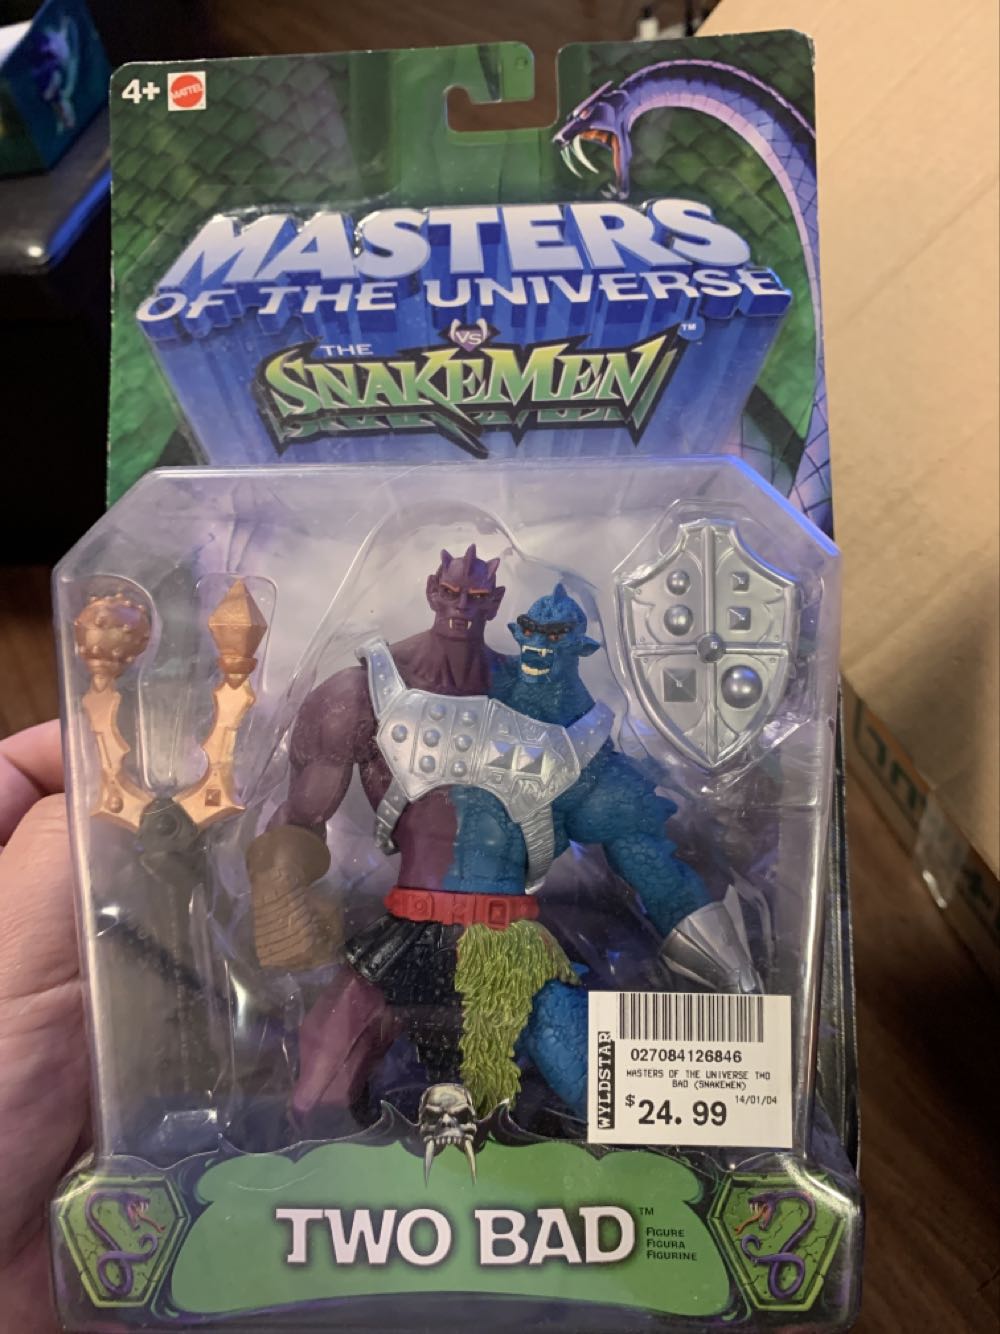 4+ MATTEL
MASTERS
OF THE UNIVERSE
VS TM
THE
SNAKEMEN
WYLDSTAR
027084126846
MASTERS OF THE UNIVERSE TWO
BAD (SNAKEMEN)
$24.99 14/01/04
TWO BAD TM
FIGURE
FIGURA
FIGURINE